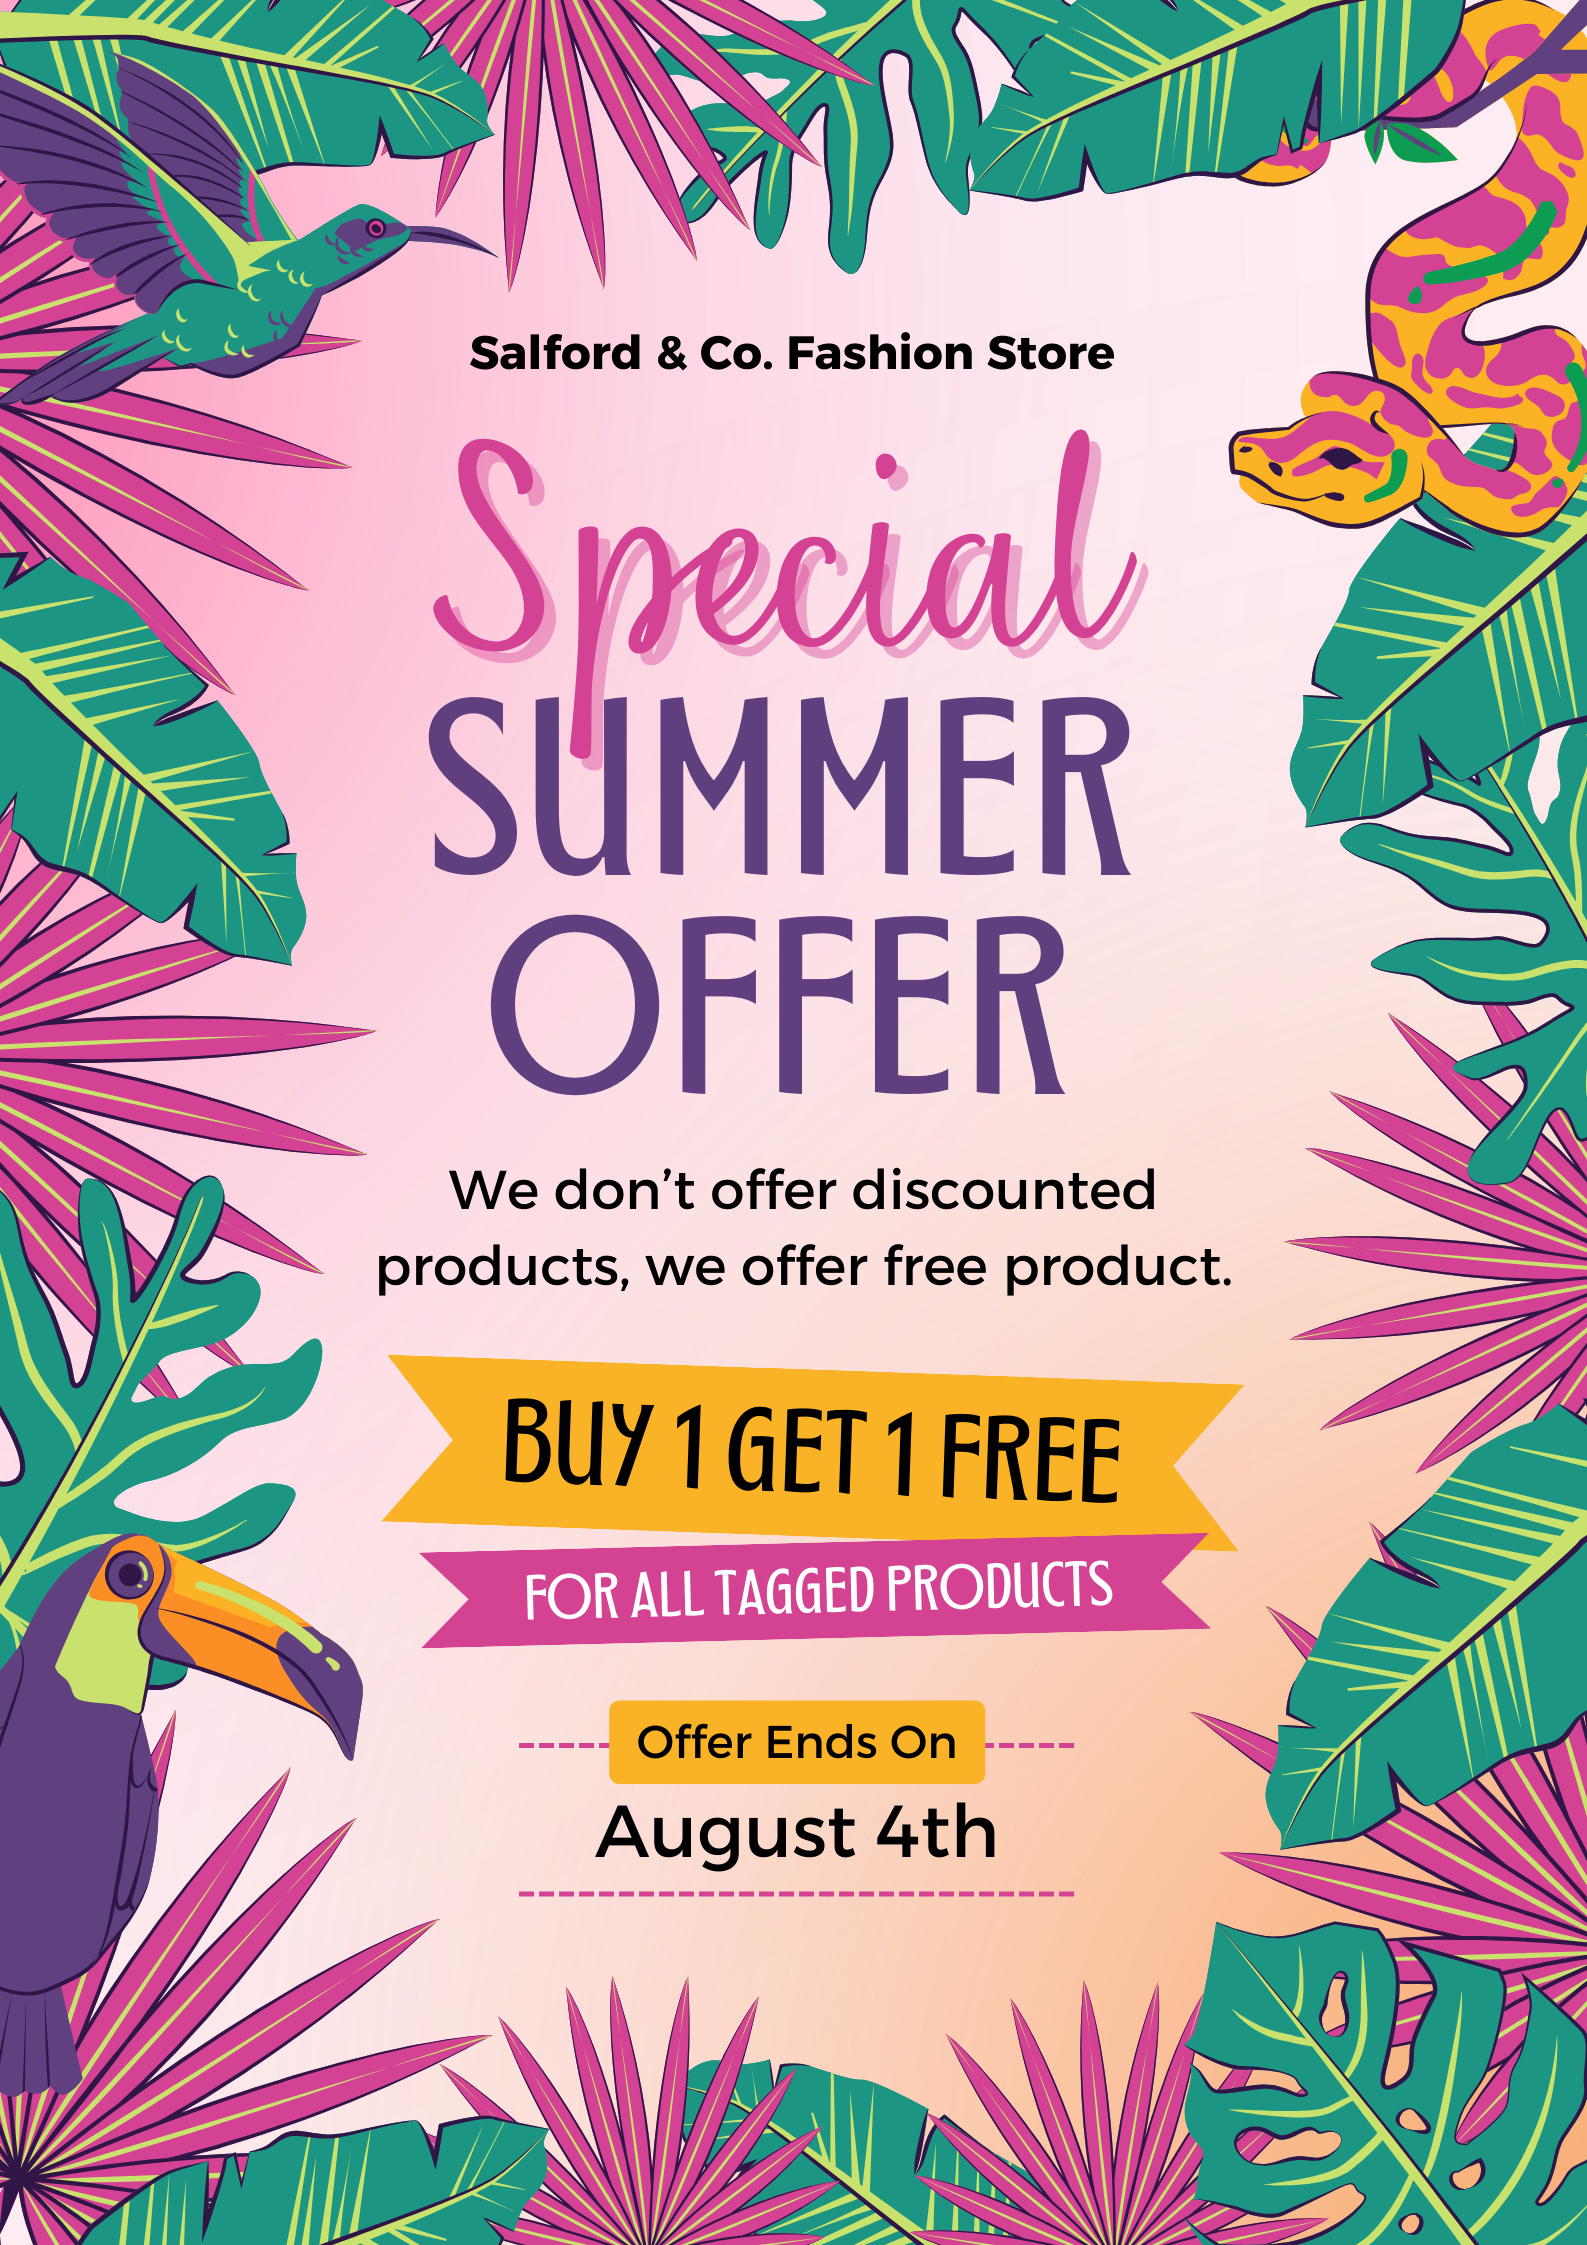 Salford & Co. Fashion Store
Special
SUMMER
OFFER
We don’t offer discounted
products, we offer free product.
BUY 1 GET 1 FREE
FOR ALL TAGGED PRODUCTS
Offer Ends On
August 4th